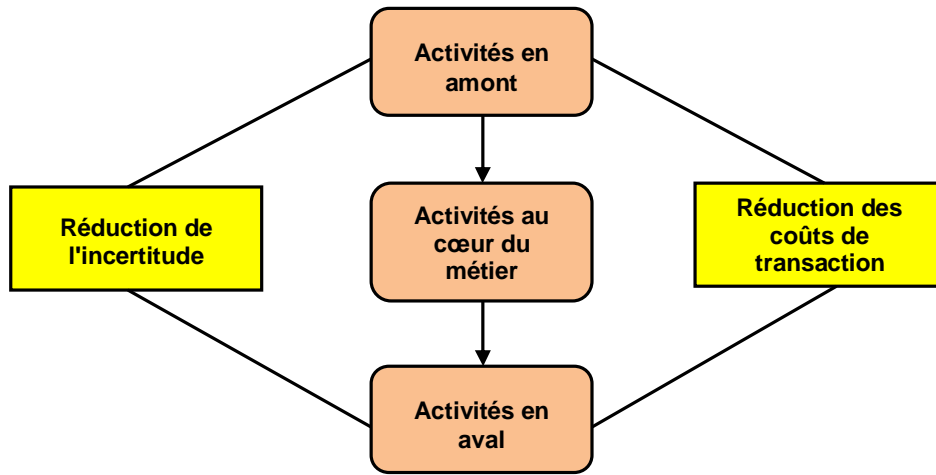 Activités en
amont
Réduction de
l'incertitude
Activités au
cœur du
métier
Réduction des
coûts de
transaction
Activités en
aval